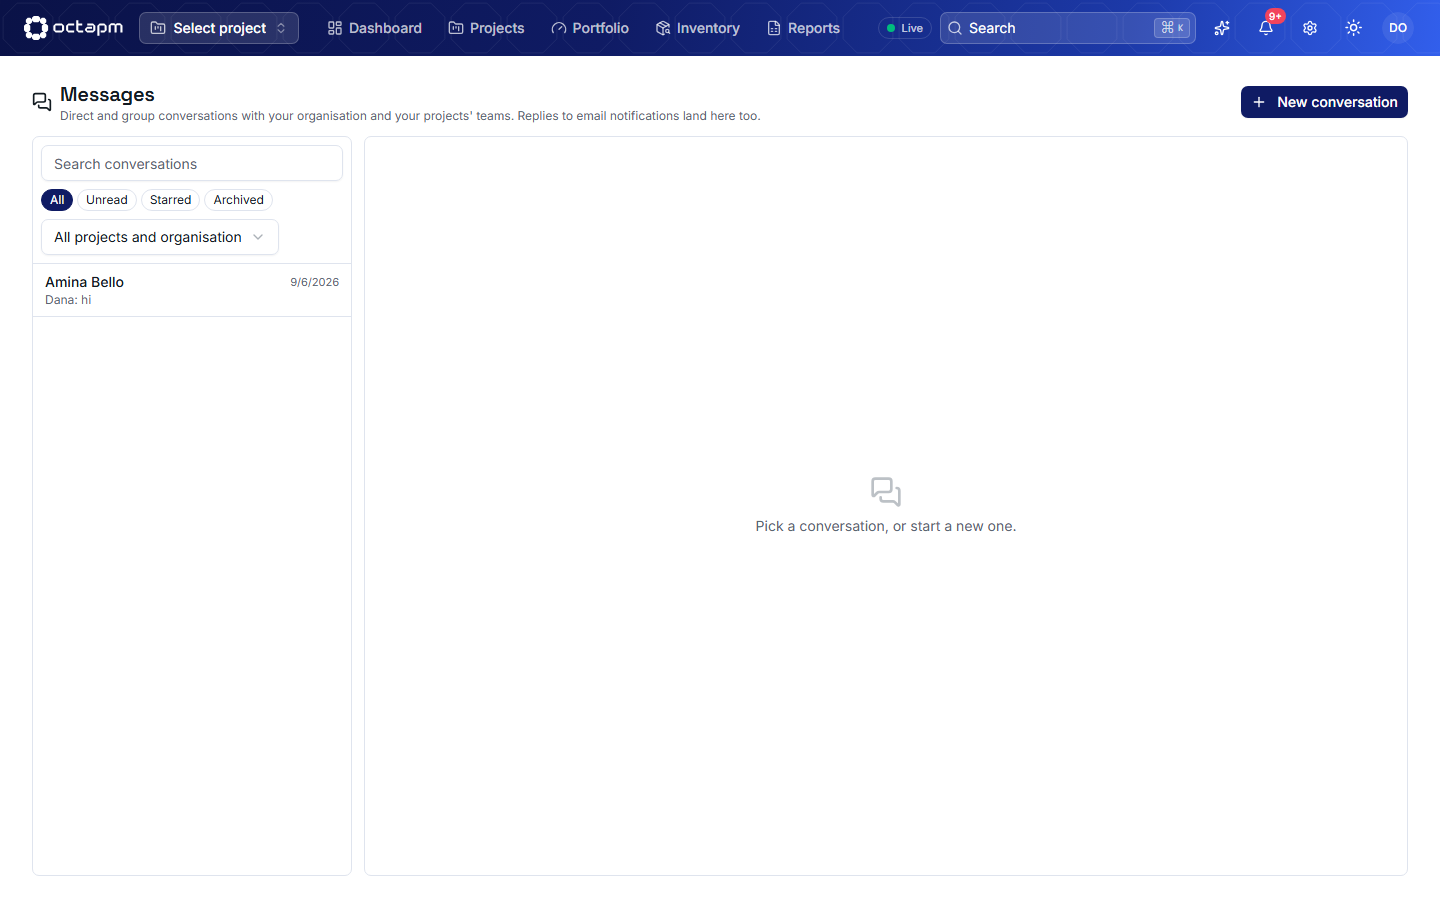 octapm
Select project
Dashboard
Projects
Portfolio
Inventory
Reports
Live
Search
⌘ K
9+
DO
Messages
Direct and group conversations with your organisation and your projects' teams. Replies to email notifications land here too.
New conversation
Search conversations
All
Unread
Starred
Archived
All projects and organisation
Amina Bello
9/6/2026
Dana: hi
Pick a conversation, or start a new one.